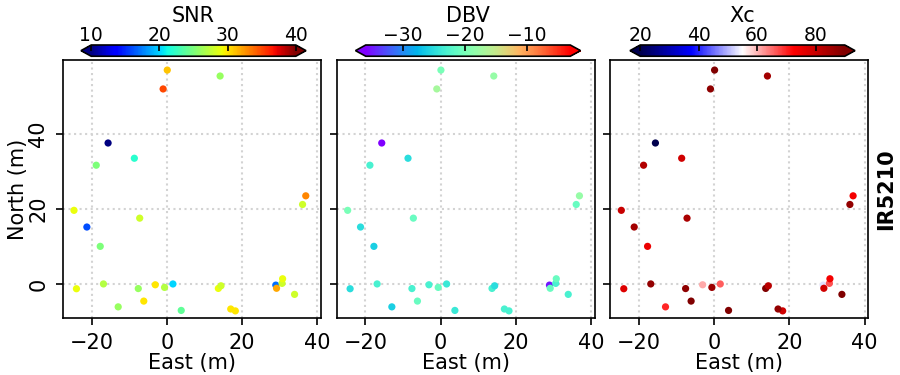 SNR DBV Xc
10 20 30 40 −30 −20 −10 20 40 60 80
North (m)
40
20
0
−20 0 20 40 −20 0 20 40 −20 0 20 40
East (m) East (m) East (m)
IR5210